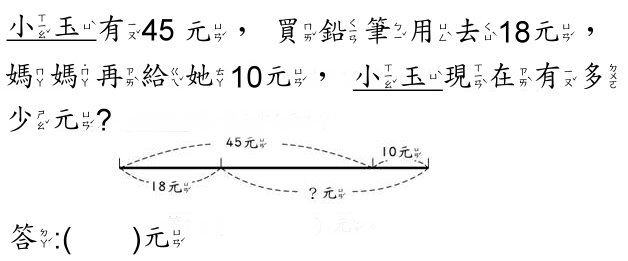 小玉有45 元，買鉛筆用去18元，
媽媽再給她10元，小玉現在有多
少元？
45元
10元
18元
？元
答:(　　)元